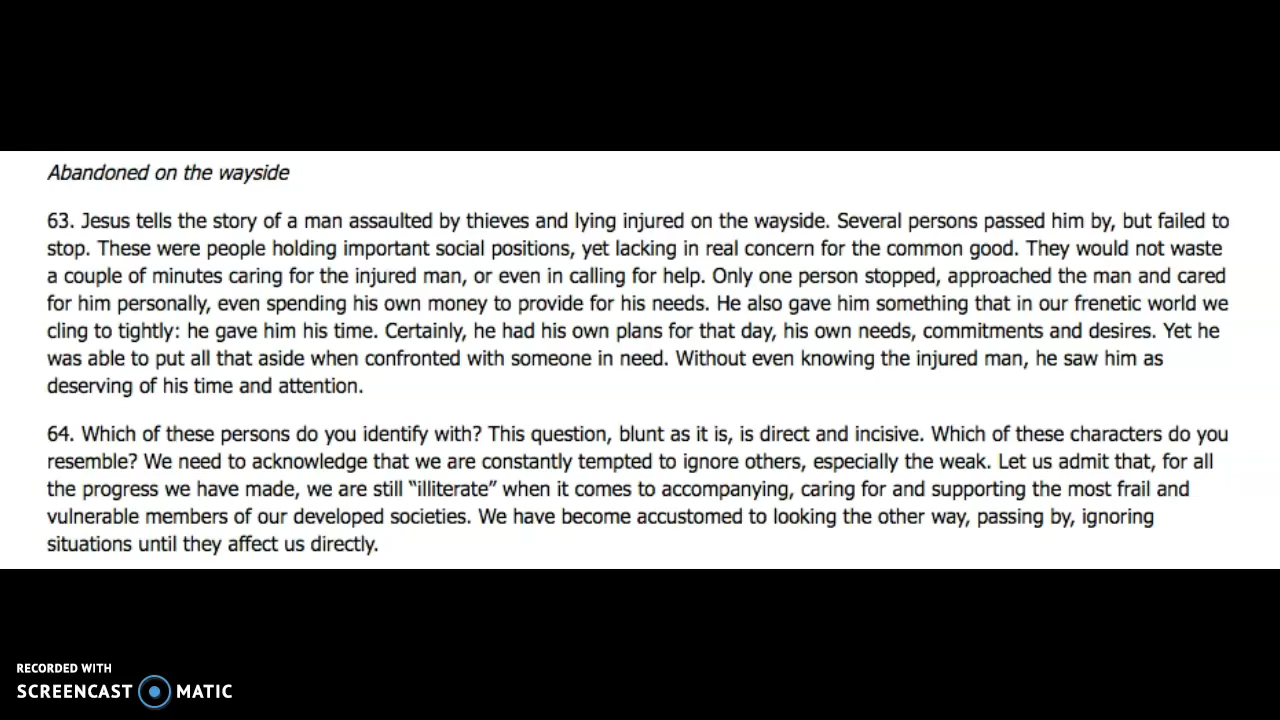 Abandoned on the wayside
63. Jesus tells the story of a man assaulted by thieves and lying injured on the wayside. Several persons passed him by, but failed to
stop. These were people holding important social positions, yet lacking in real concern for the common good. They would not waste
a couple of minutes caring for the injured man, or even in calling for help. Only one person stopped, approached the man and cared
for him personally, even spending his own money to provide for his needs. He also gave him something that in our frenetic world we
cling to tightly: he gave him his time. Certainly, he had his own plans for that day, his own needs, commitments and desires. Yet he
was able to put all that aside when confronted with someone in need. Without even knowing the injured man, he saw him as
deserving of his time and attention.
64. Which of these persons do you identify with? This question, blunt as it is, is direct and incisive. Which of these characters do you
resemble? We need to acknowledge that we are constantly tempted to ignore others, especially the weak. Let us admit that, for all
the progress we have made, we are still “illiterate” when it comes to accompanying, caring for and supporting the most frail and
vulnerable members of our developed societies. We have become accustomed to looking the other way, passing by, ignoring
situations until they affect us directly.
RECORDED WITH
SCREENCAST MATIC